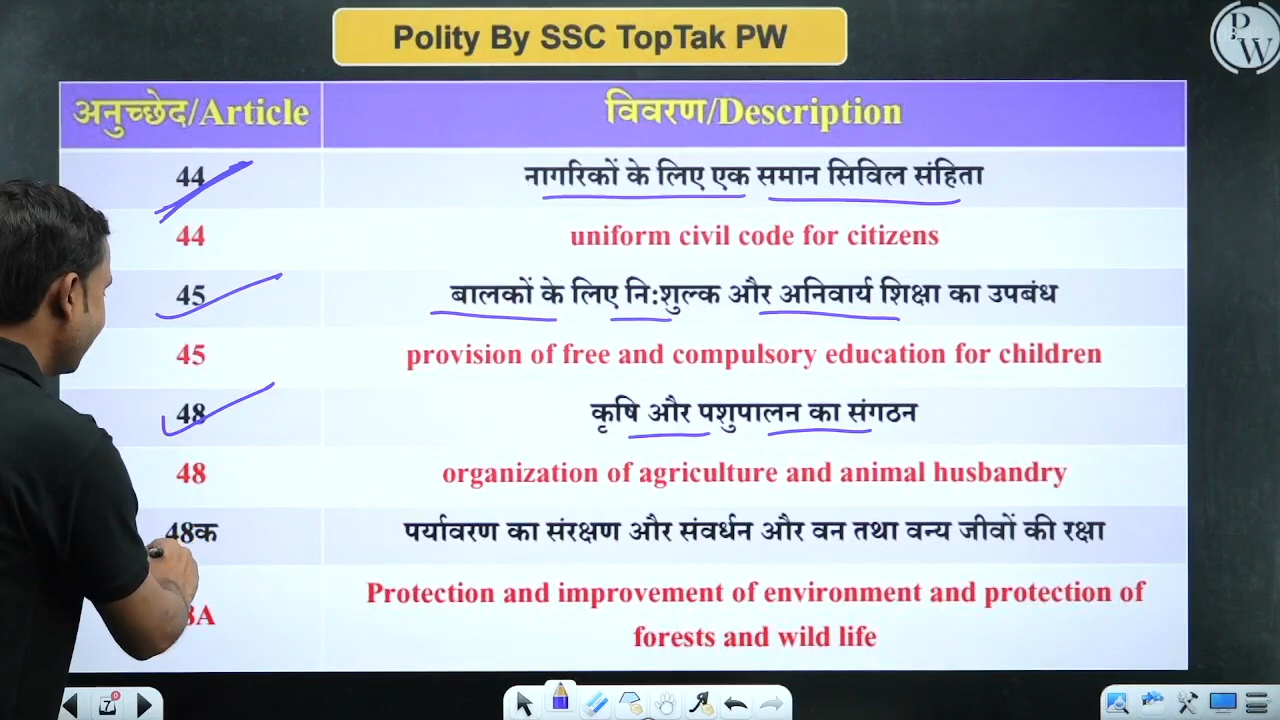 Polity By SSC TopTak PW
PW
अनुच्छेद/Article विवरण/Description
44 नागरिकों के लिए एक समान सिविल संहिता
44 uniform civil code for citizens
45 बालकों के लिए नि:शुल्क और अनिवार्य शिक्षा का उपबंध
45 provision of free and compulsory education for children
48 कृषि और पशुपालन का संगठन
48 organization of agriculture and animal husbandry
48क पर्यावरण का संरक्षण और संवर्धन और वन तथा वन्य जीवों की रक्षा
Protection and improvement of environment and protection of
forests and wild life
7